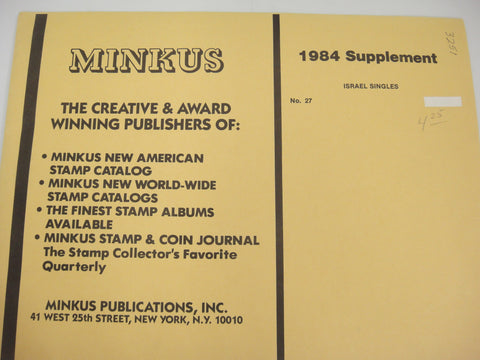 MINKUS
THE CREATIVE & AWARD
WINNING PUBLISHERS OF:
• MINKUS NEW AMERICAN
STAMP CATALOG
• MINKUS NEW WORLD-WIDE
STAMP CATALOGS
• THE FINEST STAMP ALBUMS
AVAILABLE
• MINKUS STAMP & COIN JOURNAL
The Stamp Collector's Favorite
Quarterly
MINKUS PUBLICATIONS, INC.
41 WEST 25th STREET, NEW YORK, N.Y. 10010
1984 Supplement
ISRAEL SINGLES
No. 27
4 25